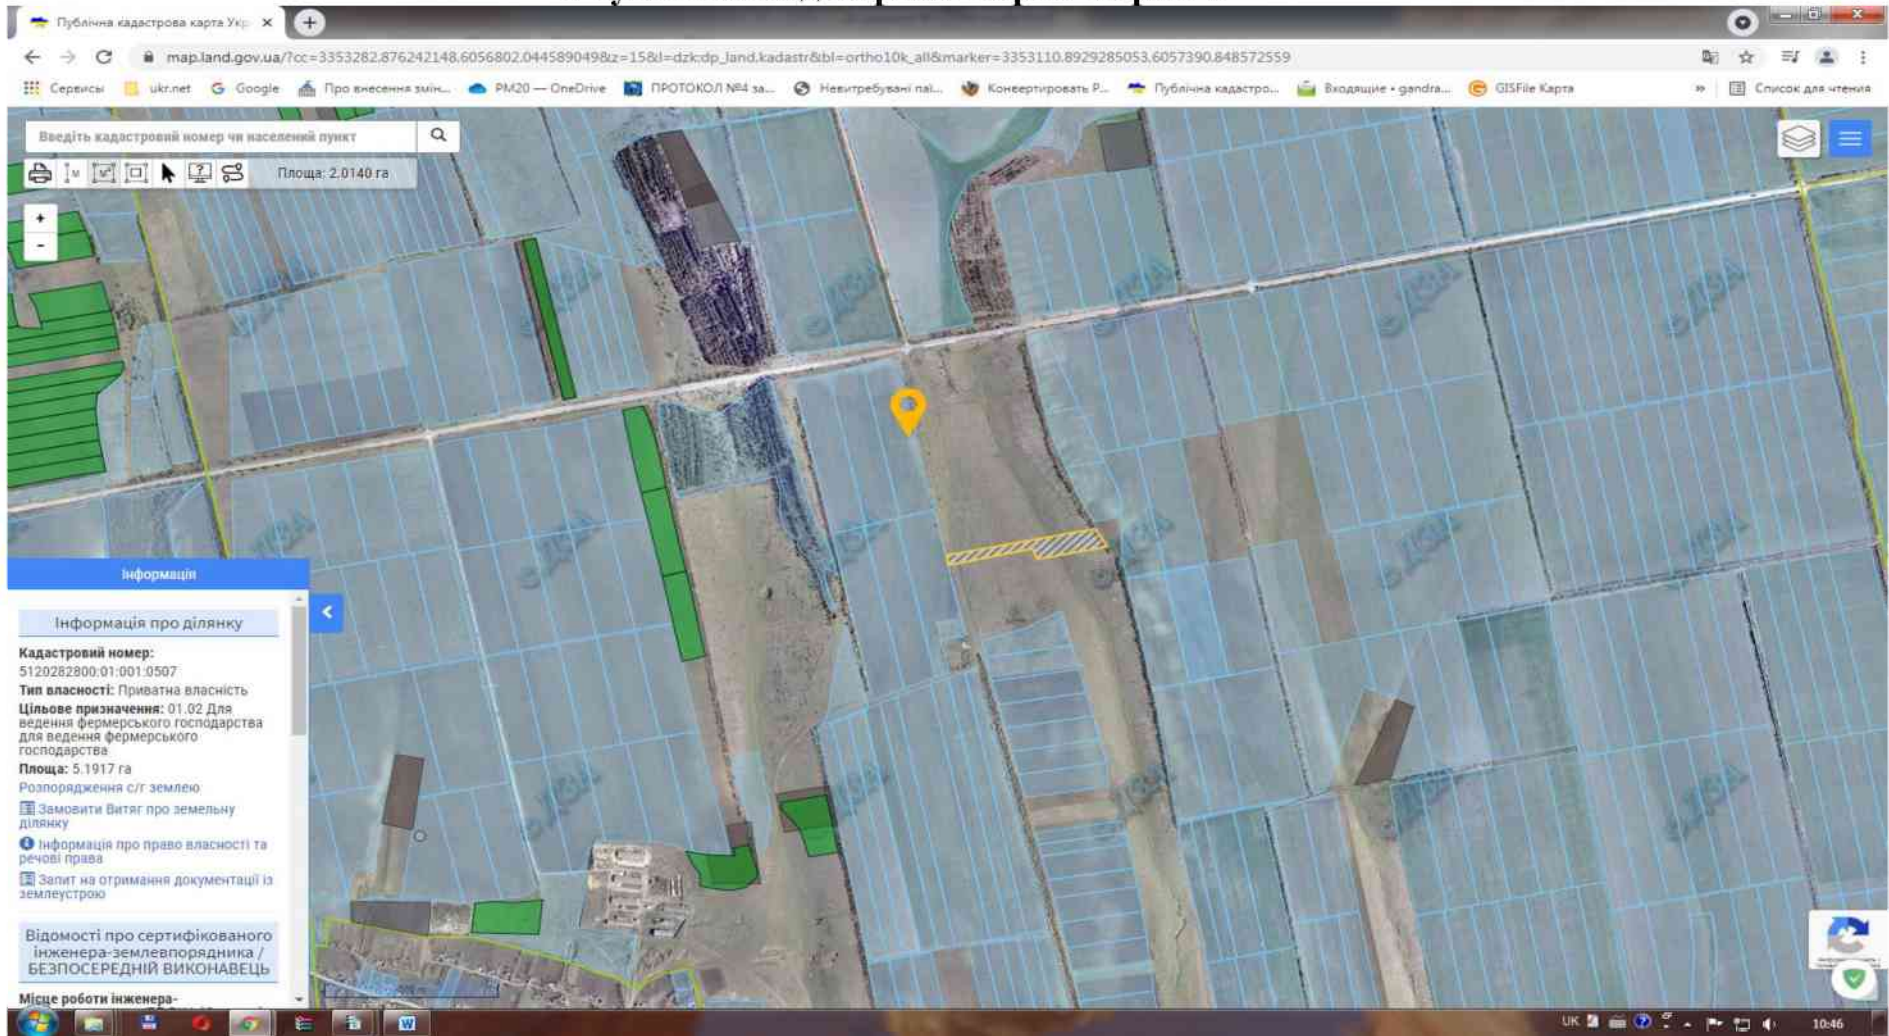 Публічна кадастрова карта Укр
map.land.gov.ua/?cc=3353282.876242148,6056802.044589049&z=15&l=dzk:dp_land,kadastr&bl=ortho10k_all&marker=3353110.8929285053,6057390.848572559
Сервисы ukr.net Google Про внесення змін... PM20 — OneDrive ПРОТОКОЛ №4 за... Невитребувані паї... Конвертировать P... Публічна кадастро... Входящие • gandra... GISFile Карта » Список для чтения
Введіть кадастровий номер чи населений пункт
Площа: 2.0140 га
+
-
© ДЗА
Інформація
Інформація про ділянку
Кадастровий номер:
5120282800:01:001:0507
Тип власності: Приватна власність
Цільове призначення: 01.02 Для
ведення фермерського господарства
для ведення фермерського
господарства
Площа: 5.1917 га
Розпорядження с/г землею
Замовити Витяг про земельну
ділянку
Інформація про право власності та
речові права
Запит на отримання документації із
землеустрою
Відомості про сертифікованого
інженера-землевпорядника /
БЕЗПОСЕРЕДНІЙ ВИКОНАВЕЦЬ
Місце роботи інженера-
UK
10:46